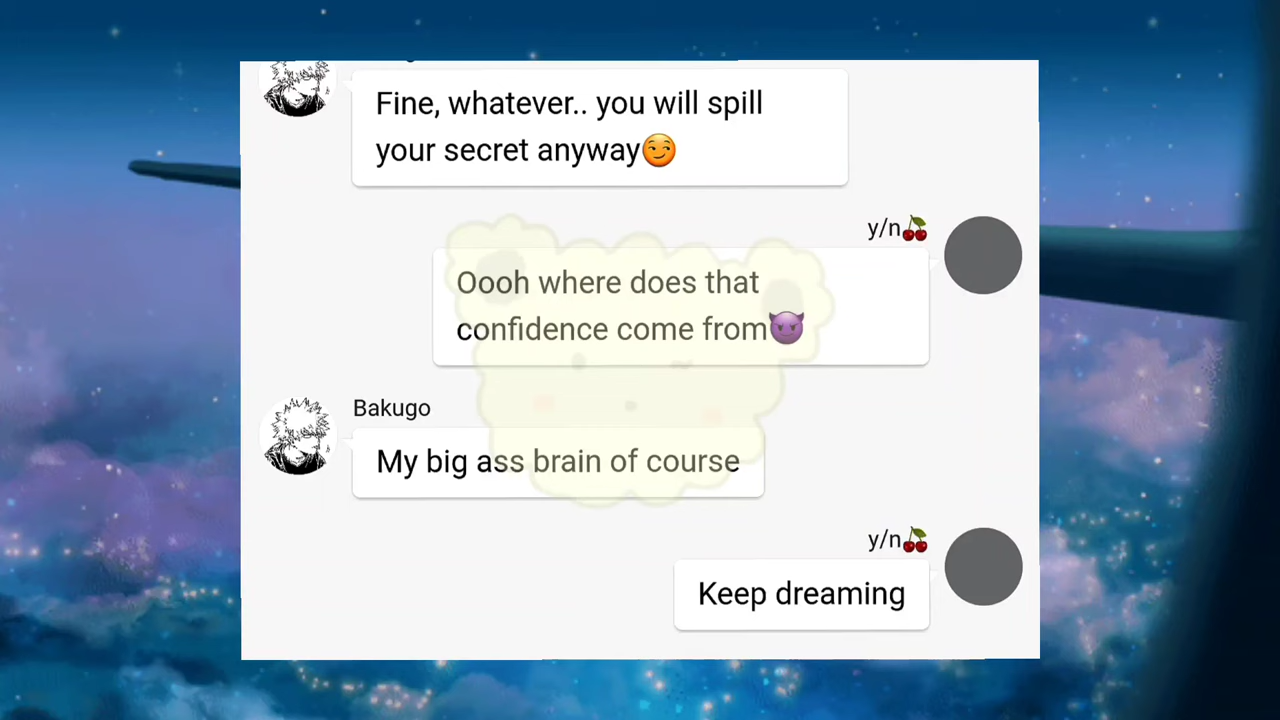 Fine, whatever.. you will spill
your secret anyway😏
y/n🍒
Oooh where does that
confidence come from😈
Bakugo
My big ass brain of course
y/n🍒
Keep dreaming